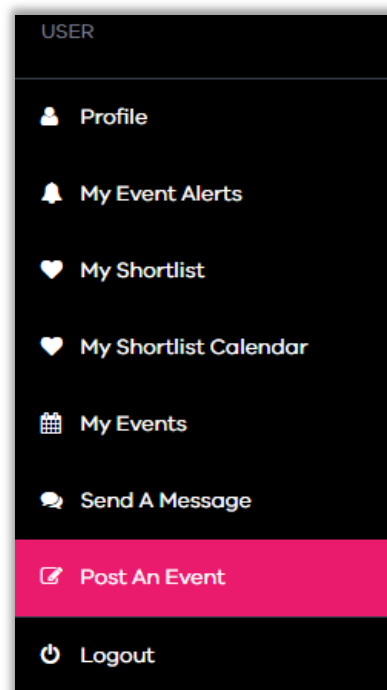 USER
Profile
My Event Alerts
My Shortlist
My Shortlist Calendar
My Events
Send A Message
Post An Event
Logout